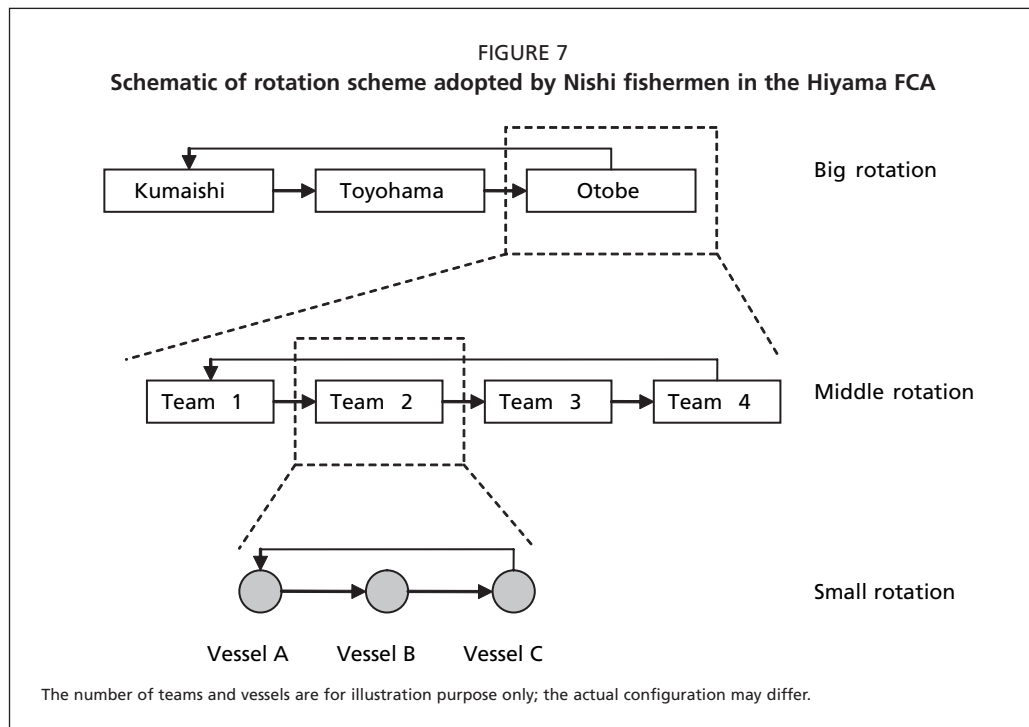 FIGURE 7
Schematic of rotation scheme adopted by Nishi fishermen in the Hiyama FCA
Kumaishi Toyohama Otobe Big rotation
Team 1 Team 2 Team 3 Team 4 Middle rotation
Small rotation
Vessel A Vessel B Vessel C
The number of teams and vessels are for illustration purpose only; the actual configuration may differ.